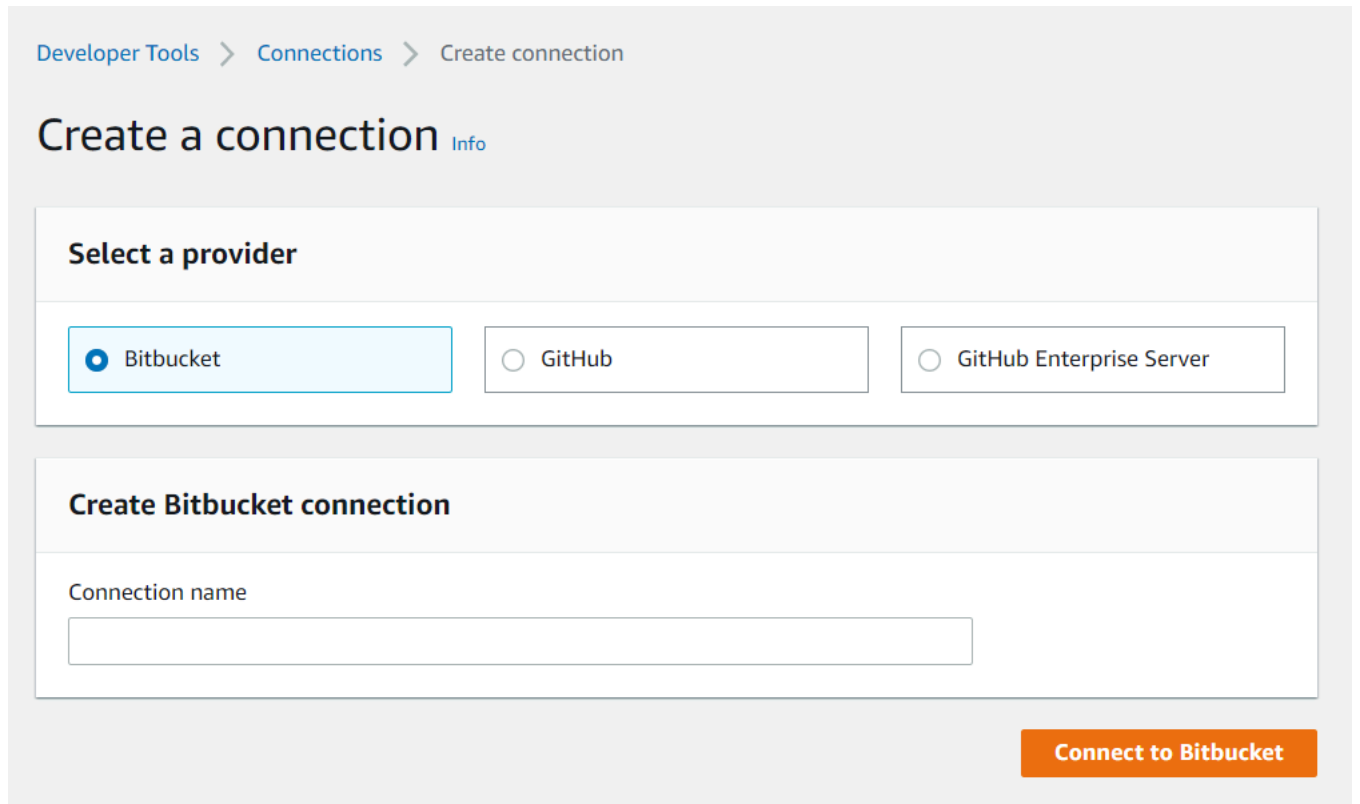 Developer Tools > Connections > Create connection
Create a connection Info
Select a provider
Bitbucket GitHub GitHub Enterprise Server
Create Bitbucket connection
Connection name
Connect to Bitbucket